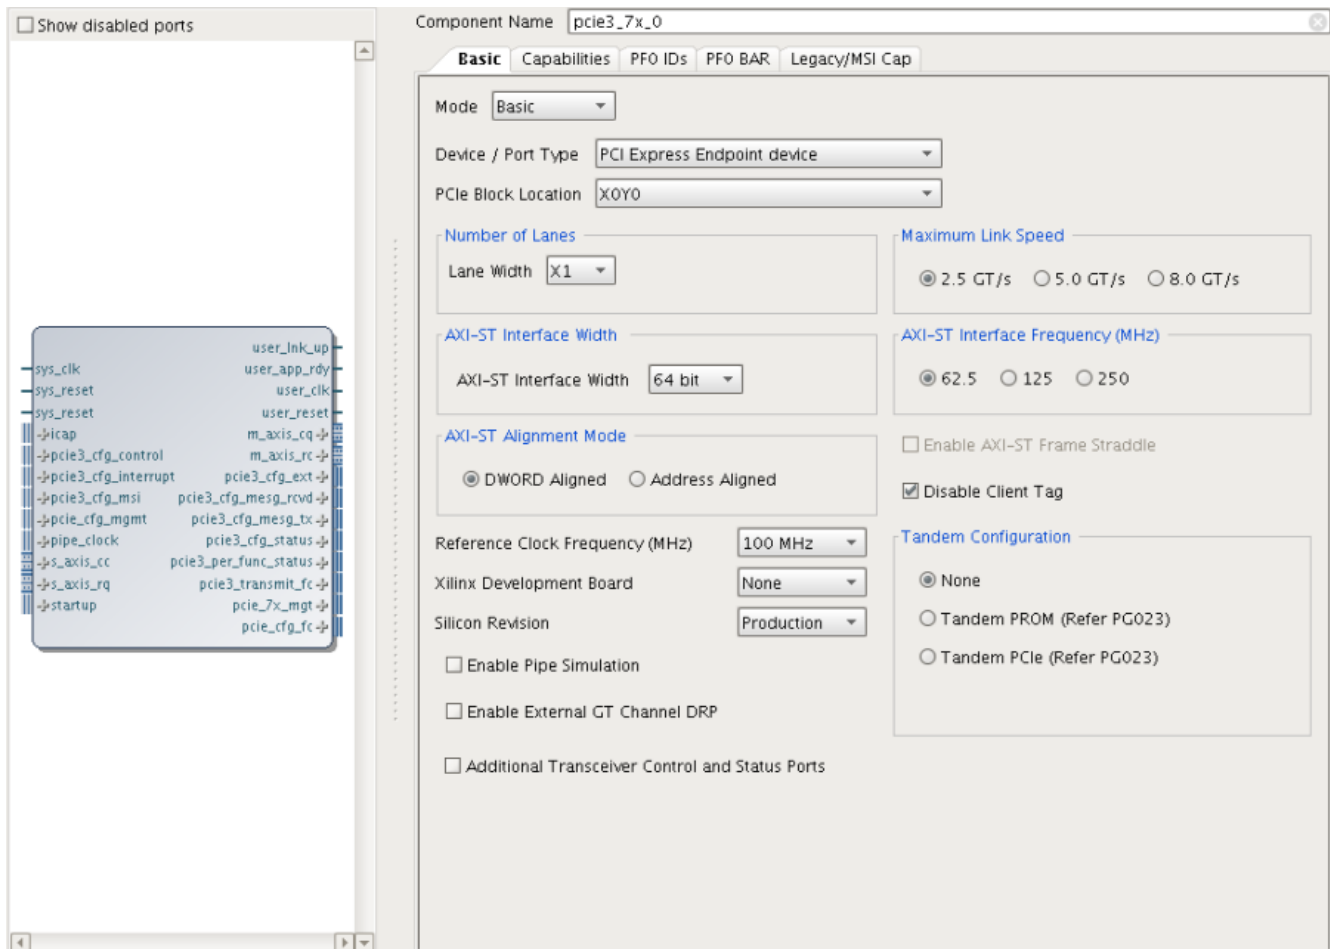 Show disabled ports
user_lnk_up
sys_clk user_app_rdy
sys_reset user_clk
sys_reset user_reset
icap m_axis_cq
pcie3_cfg_control m_axis_rc
pcie3_cfg_interrupt pcie3_cfg_ext
pcie3_cfg_msi pcie3_cfg_mesg_rcvd
pcie_cfg_mgmt pcie3_cfg_mesg_tx
pipe_clock pcie3_cfg_status
s_axis_cc pcie3_per_func_status
s_axis_rq pcie3_transmit_fc
startup pcie_7x_mgt
pcie_cfg_fc
Component Name pcie3_7x_0
Basic Capabilities PF0 IDs PF0 BAR Legacy/MSI Cap
Mode Basic
Device / Port Type PCI Express Endpoint device
PCIe Block Location X0Y0
Number of Lanes
Lane Width X1
Maximum Link Speed
2.5 GT/s 5.0 GT/s 8.0 GT/s
AXI-ST Interface Width
AXI-ST Interface Width 64 bit
AXI-ST Interface Frequency (MHz)
62.5 125 250
AXI-ST Alignment Mode
DWORD Aligned Address Aligned
Enable AXI-ST Frame Straddle
Disable Client Tag
Reference Clock Frequency (MHz) 100 MHz
Xilinx Development Board None
Silicon Revision Production
Enable Pipe Simulation
Enable External GT Channel DRP
Additional Transceiver Control and Status Ports
Tandem Configuration
None
Tandem PROM (Refer PG023)
Tandem PCIe (Refer PG023)